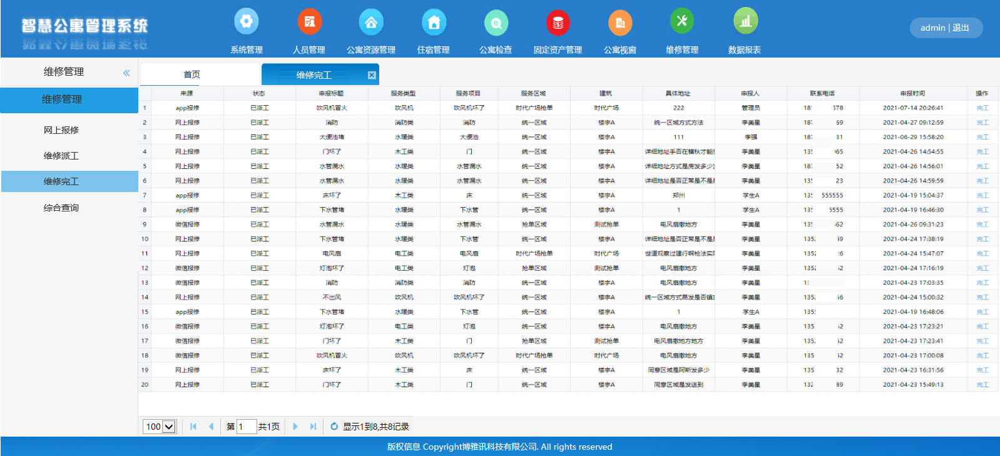 智慧公寓管理系统
系统管理 人员管理 公寓资源管理 住宿管理 公寓检查 固定资产管理 公寓视窗 维修管理 数据报表
admin | 退出
维修管理 «
维修管理
网上报修
维修派工
维修完工
综合查询
首页 维修完工
来源 状态 申报标题 服务类型 服务项目 服务区域 建筑 具体地址 申报人 联系电话 申报时间 操作
1 app报修 已派工 吹风机冒火 吹风机 吹风机坏了 时代广场抢单 时代广场 222 管理员 18 578 2021-07-14 20:26:41 完工
2 网上报修 已派工 消防 消防类 消防 统一区域 楼宇A 统一区域方式方法 李美星 187 69 2021-04-27 09:12:59 完工
3 网上报修 已派工 大便池堵 水暖类 大便池 统一区域 楼宇A 111 李强 187 31 2021-06-29 15:58:20 完工
4 网上报修 已派工 门坏了 木工类 门 统一区域 楼宇A 详细地址手否在横秋才能 李美星 135 065 2021-04-26 14:54:55 完工
5 网上报修 已派工 水管漏水 水暖类 水管漏水 统一区域 楼宇A 详细地址方式是房发多少 李美星 187 52 2021-04-26 14:56:01 完工
6 网上报修 已派工 水管漏水 水暖类 水管漏水 统一区域 楼宇A 详细地址是否正常是不是 李美星 135 23 2021-04-26 14:59:59 完工
7 app报修 已派工 床坏了 木工类 床 统一区域 楼宇A 郑州 学生A 135 555555 2021-04-19 15:04:37 完工
8 app报修 已派工 下水管堵 水暖类 下水管 统一区域 楼宇A 1 学生A 135 5555 2021-04-19 16:46:30 完工
9 微信报修 已派工 水管漏水 水暖类 水管漏水 抢单区域 测试抢单 电风扇撒地方 李美星 135 562 2021-04-26 09:31:23 完工
10 网上报修 已派工 下水管堵 水暖类 下水管 统一区域 楼宇A 详细地址是否正常是不是 李美星 1352 39 2021-04-24 17:38:19 完工
11 网上报修 已派工 电风扇 电工类 电风扇 时代广场抢单 时代广场 世道观察过建行啊枪法实 李美星 1352 26 2021-04-24 15:47:07 完工
12 微信报修 已派工 灯泡坏了 电工类 灯泡 抢单区域 测试抢单 电风扇撒地方 李美星 1352 52 2021-04-24 17:16:19 完工
13 微信报修 已派工 消防 消防类 消防 统一区域 楼宇A 电风扇撒地方 李美星 1 2021-04-23 17:03:35 完工
14 网上报修 已派工 不出风 吹风机 吹风机坏了 统一区域 楼宇A 统一区域方式昂发是否镇 李美星 1352 56 2021-04-24 15:00:32 完工
15 app报修 已派工 下水管堵 水暖类 下水管 统一区域 楼宇A 1 学生A 135 2021-04-19 16:48:06 完工
16 微信报修 已派工 灯泡坏了 电工类 灯泡 统一区域 楼宇A 电风扇撒地方 李美星 135 52 2021-04-23 17:23:21 完工
17 微信报修 已派工 门坏了 木工类 门 抢单区域 测试抢单 电风扇撒地方地方 李美星 135 52 2021-04-23 17:23:41 完工
18 微信报修 已派工 吹风机冒火 吹风机 吹风机坏了 时代广场抢单 时代广场 电风扇撒地方 李美星 135 52 2021-04-23 17:00:08 完工
19 网上报修 已派工 床坏了 木工类 床 统一区域 楼宇A 同意区域是阿斯发多少 李美星 135 32 2021-04-23 16:31:56 完工
20 网上报修 已派工 门坏了 木工类 门 统一区域 楼宇A 同意区域是发送到 李美星 132 89 2021-04-23 15:49:13 完工
100 第 1 共1页 显示1到8,共8记录
版权信息 Copyright博雅讯科技有限公司. All rights reserved